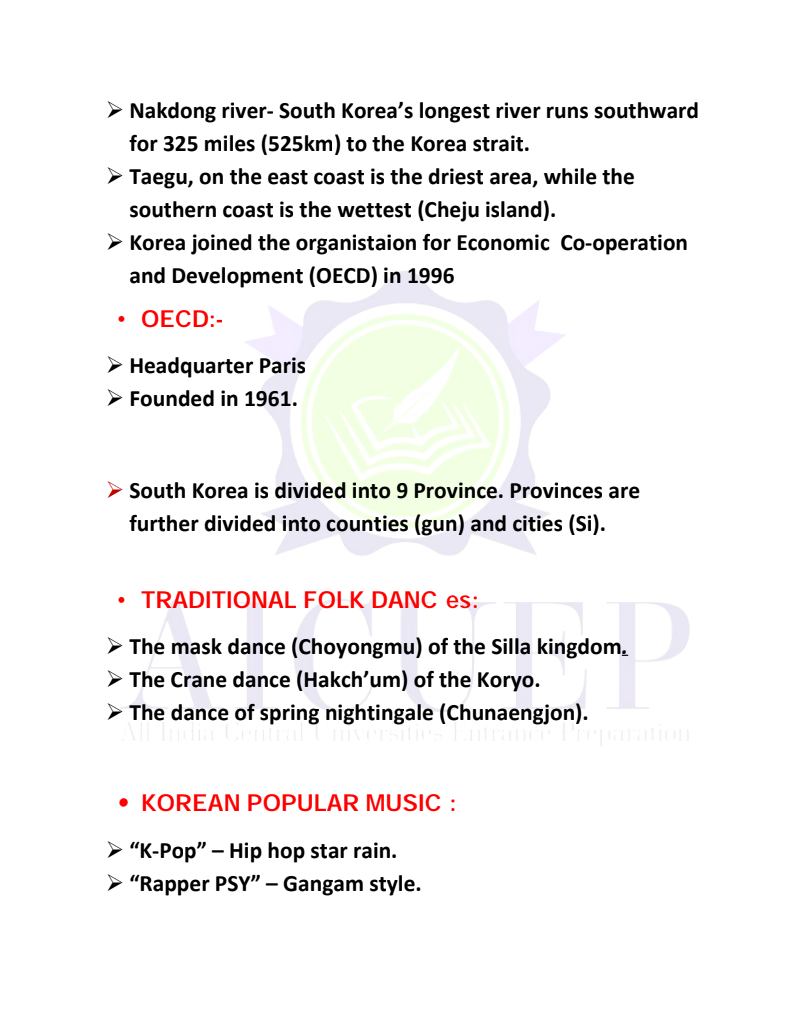 ➢ Nakdong river- South Korea’s longest river runs southward
for 325 miles (525km) to the Korea strait.
➢ Taegu, on the east coast is the driest area, while the
southern coast is the wettest (Cheju island).
➢ Korea joined the organistaion for Economic  Co-operation
and Development (OECD) in 1996
• OECD:-
➢ Headquarter Paris
➢ Founded in 1961.
➢ South Korea is divided into 9 Province. Provinces are
further divided into counties (gun) and cities (Si).
• TRADITIONAL FOLK DANC es:
➢ The mask dance (Choyongmu) of the Silla kingdom.
➢ The Crane dance (Hakch’um) of the Koryo.
➢ The dance of spring nightingale (Chunaengjon).
AICUEP
All India Central Universities Entrance Preparation
• KOREAN POPULAR MUSIC :
➢ “K-Pop” – Hip hop star rain.
➢ “Rapper PSY” – Gangam style.